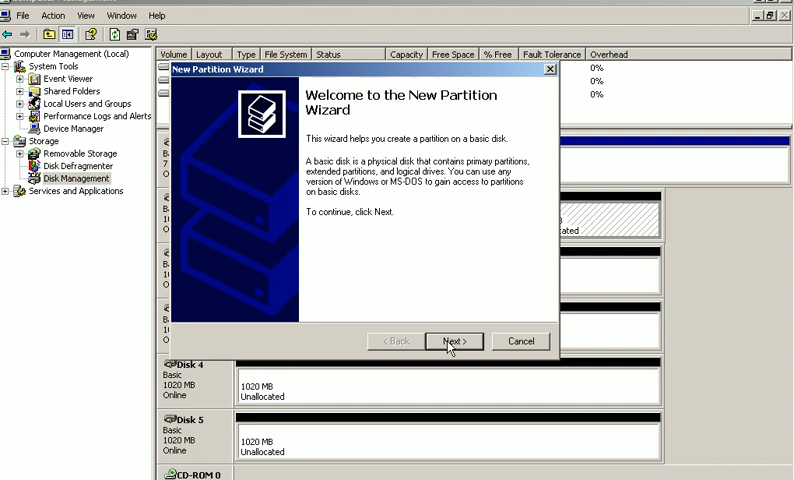 File Action View Window Help
Computer Management (Local)
System Tools
Event Viewer
Shared Folders
Local Users and Groups
Performance Logs and Alerts
Device Manager
Storage
Removable Storage
Disk Defragmenter
Disk Management
Services and Applications
Volume Layout Type File System Status Capacity Free Space % Free Fault Tolerance Overhead
0%
0%
0%
New Partition Wizard
Welcome to the New Partition
Wizard
This wizard helps you create a partition on a basic disk.
A basic disk is a physical disk that contains primary partitions,
extended partitions, and logical drives. You can use any
version of Windows or MS-DOS to gain access to partitions
on basic disks.
To continue, click Next.
< Back Next > Cancel
Disk 4
Basic
1020 MB
Online
1020 MB
Unallocated
Disk 5
Basic
1020 MB
Online
1020 MB
Unallocated
CD-ROM 0